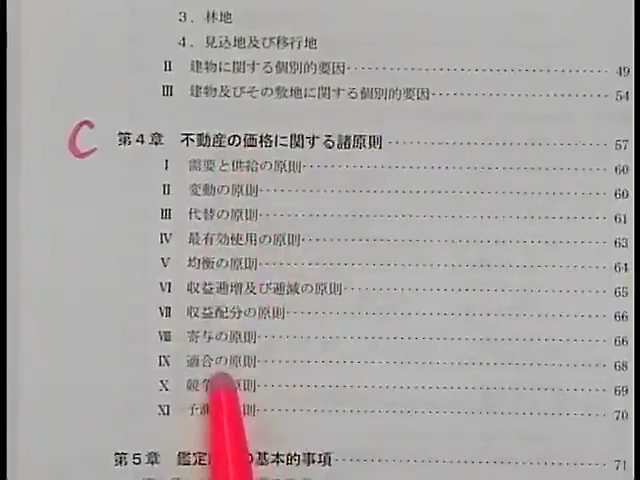 3．林地
4．見込地及び移行地
Ⅱ 建物に関する個別的要因 49
Ⅲ 建物及びその敷地に関する個別的要因 54
C 第4章 不動産の価格に関する諸原則 57
Ⅰ 需要と供給の原則 60
Ⅱ 変動の原則 60
Ⅲ 代替の原則 61
Ⅳ 最有効使用の原則 63
Ⅴ 均衡の原則 64
Ⅵ 収益逓増及び逓減の原則 65
Ⅶ 収益配分の原則 66
Ⅷ 寄与の原則 66
Ⅸ 適合の原則 68
Ⅹ 競争 原則 69
Ⅺ 予 原則 70
第5章 鑑定 の基本的事項 71